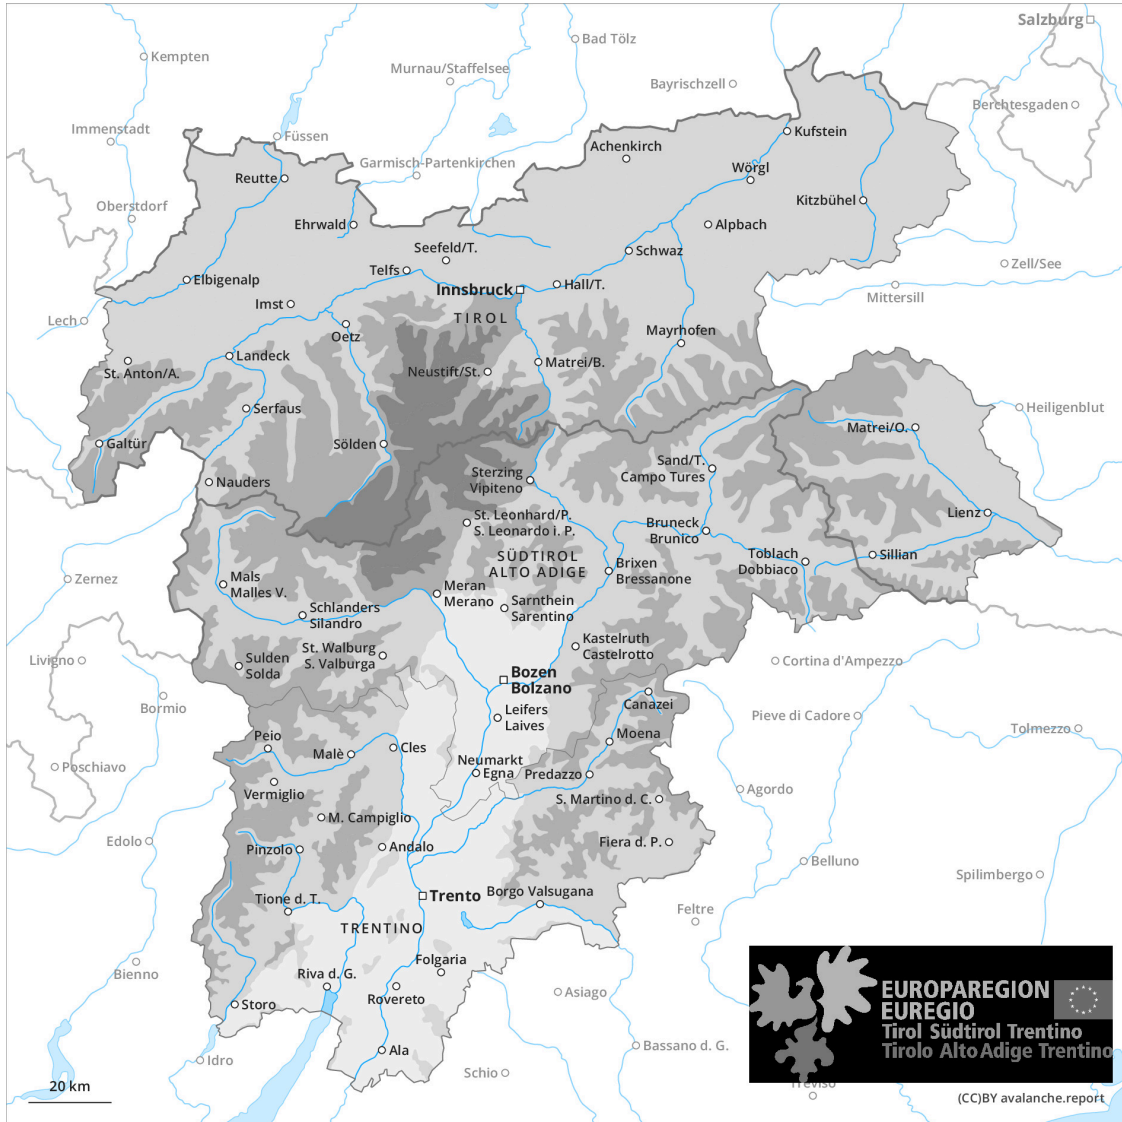 Salzburg
Bad Tölz
Kempten
Murnau/Staffelsee
Bayrischzell
Berchtesgaden
Immenstadt
Füssen
Kufstein
Achenkirch
Garmisch-Partenkirchen
Wörgl
Reutte
Kitzbühel
Oberstdorf
Ehrwald
Alpbach
Seefeld/T.
Schwaz
Telfs
Zell/See
Elbigenalp
Innsbruck
Hall/T.
Mittersill
Imst
TIROL
Lech
Oetz
Mayrhofen
Landeck
Matrei/B.
St. Anton/A.
Neustift/St.
Serfaus
Heiligenblut
Matrei/O.
Galtür
Sölden
Sand/T.
Campo Tures
Sterzing
Vipiteno
Nauders
Lienz
St. Leonhard/P.
S. Leonardo i. P.
Bruneck
Brunico
SÜDTIROL
ALTO ADIGE
Toblach
Dobbiaco
Sillian
Brixen
Bressanone
Zernez
Mals
Malles V.
Meran
Merano
Sarnthein
Sarentino
Schlanders
Silandro
Kastelruth
Castelrotto
St. Walburg
S. Valburga
Livigno
Sulden
Solda
Cortina d'Ampezzo
Bozen
Bolzano
Bormio
Canazei
Leifers
Laives
Pieve di Cadore
Tolmezzo
Peio
Moena
Malè
Cles
Neumarkt
Egna
Poschiavo
Predazzo
Vermiglio
Agordo
S. Martino d. C.
M. Campiglio
Edolo
Pinzolo
Andalo
Fiera d. P.
Belluno
Spilimbergo
Trento
Borgo Valsugana
Tione d. T.
Feltre
TRENTINO
Folgaria
Bienno
Riva d. G.
Rovereto
Asiago
Storo
EUROPAREGION
EUREGIO
Tirol Südtirol Trentino
Tirolo Alto Adige Trentino
Ala
Idro
Bassano d. G.
Schio
20 km
Treviso
(CC)BY avalanche.report